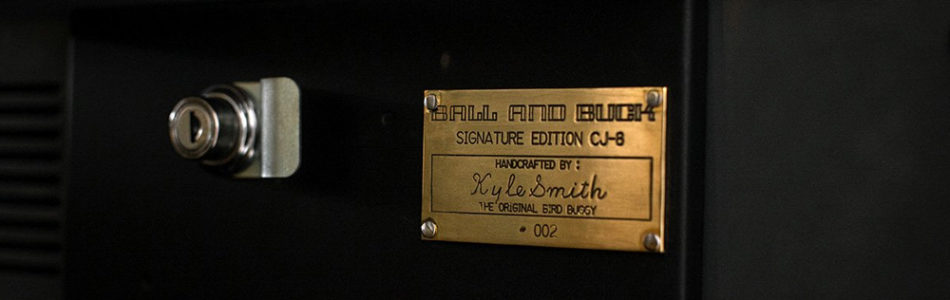 BALL AND BUCK
SIGNATURE EDITION CJ-8
HANDCRAFTED BY:
Kyle Smith
THE ORIGINAL BIRD BUGGY
# 002